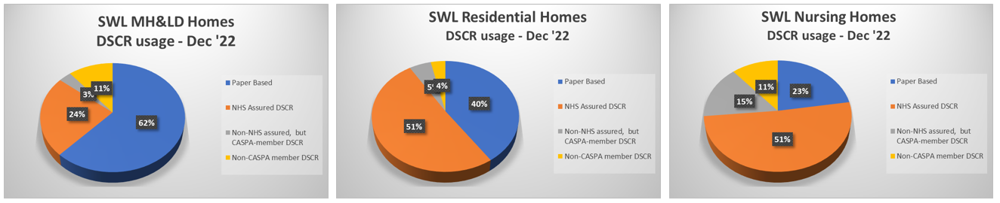 SWL MH&LD Homes
DSCR usage - Dec '22
62%
24%
3%
11%
Paper Based
NHS Assured DSCR
Non-NHS assured, but
CASPA-member DSCR
Non-CASPA member DSCR
SWL Residential Homes
DSCR usage - Dec '22
40%
51%
5%
4%
Paper Based
NHS Assured DSCR
Non-NHS assured, but
CASPA-member DSCR
Non-CASPA member DSCR
SWL Nursing Homes
DSCR usage - Dec '22
23%
51%
15%
11%
Paper Based
NHS Assured DSCR
Non-NHS assured, but
CASPA-member DSCR
Non-CASPA member DSCR